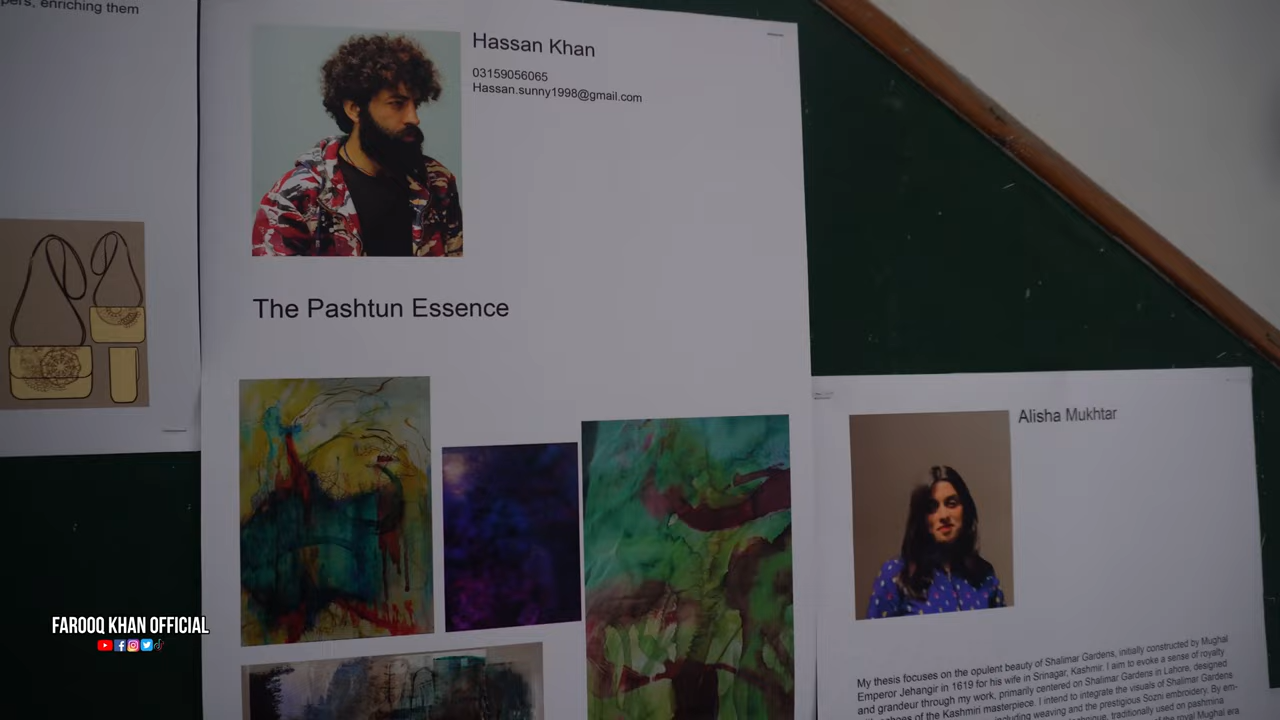 pers, enriching them
Hassan Khan
03159056065
Hassan.sunny1998@gmail.com
The Pashtun Essence
Alisha Mukhtar
My thesis focuses on the opulent beauty of Shalimar Gardens, initially constructed by Mughal
Emperor Jehangir in 1619 for his wife in Srinagar, Kashmir. I aim to evoke a sense of royalty
and grandeur through my work, primarily centered on Shalimar Gardens in Lahore, designed
echoes of the Kashmiri masterpiece. I intend to integrate the visuals of Shalimar Gardens
including weaving and the prestigious Sozni embroidery. By em-
traditionally used on pashmina
Mughal era
FAROOQ KHAN OFFICIAL